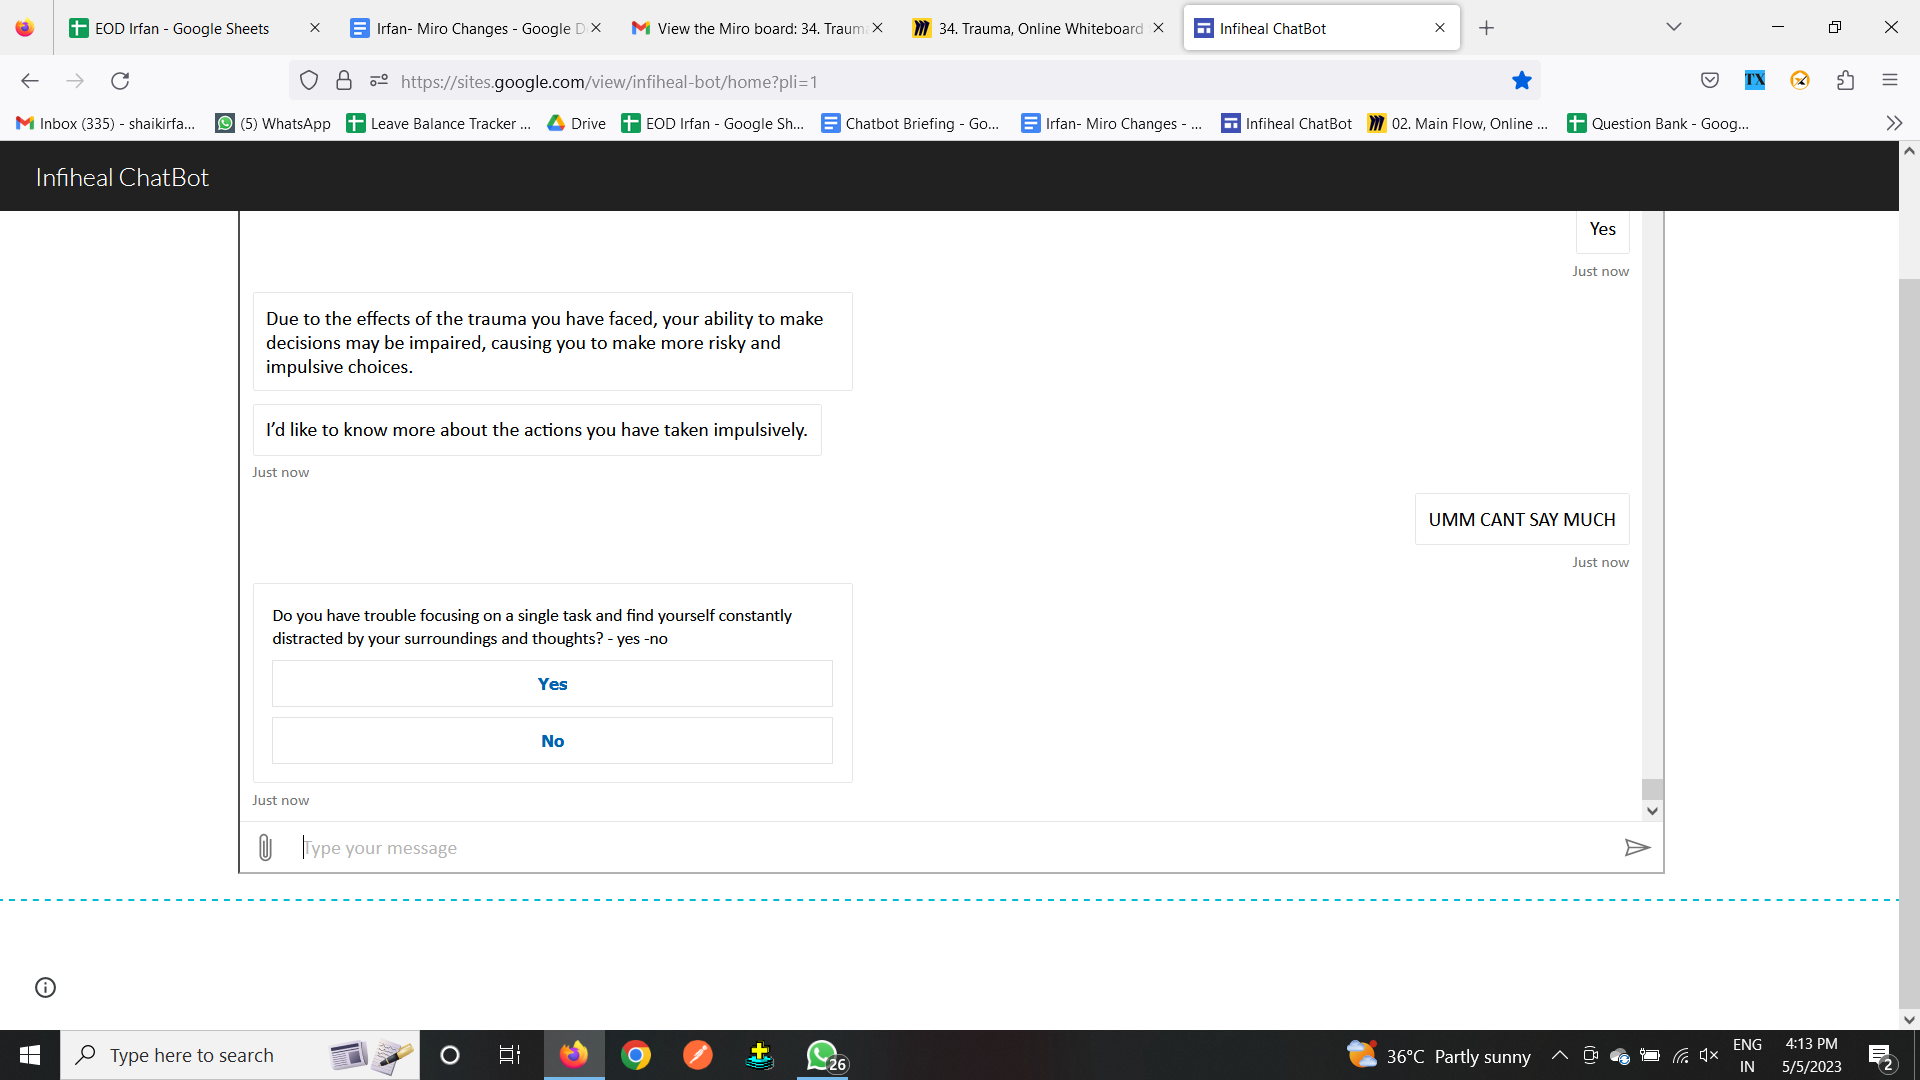 EOD Irfan - Google Sheets
Irfan- Miro Changes - Google D
View the Miro board: 34. Traum
34. Trauma, Online Whiteboard
Infiheal ChatBot
https://sites.google.com/view/infiheal-bot/home?pli=1
TX
Inbox (335) - shaikirfa...
(5) WhatsApp
Leave Balance Tracker ...
Drive
EOD Irfan - Google Sh...
Chatbot Briefing - Go...
Irfan- Miro Changes - ...
Infiheal ChatBot
02. Main Flow, Online ...
Question Bank - Goog...
Infiheal ChatBot
Yes
Just now
Due to the effects of the trauma you have faced, your ability to make
decisions may be impaired, causing you to make more risky and
impulsive choices.
I’d like to know more about the actions you have taken impulsively.
Just now
UMM CANT SAY MUCH
Just now
Do you have trouble focusing on a single task and find yourself constantly
distracted by your surroundings and thoughts? - yes -no
Yes
No
Just now
Type your message
Type here to search
26
36°C Partly sunny
ENG
IN
4:13 PM
5/5/2023
2